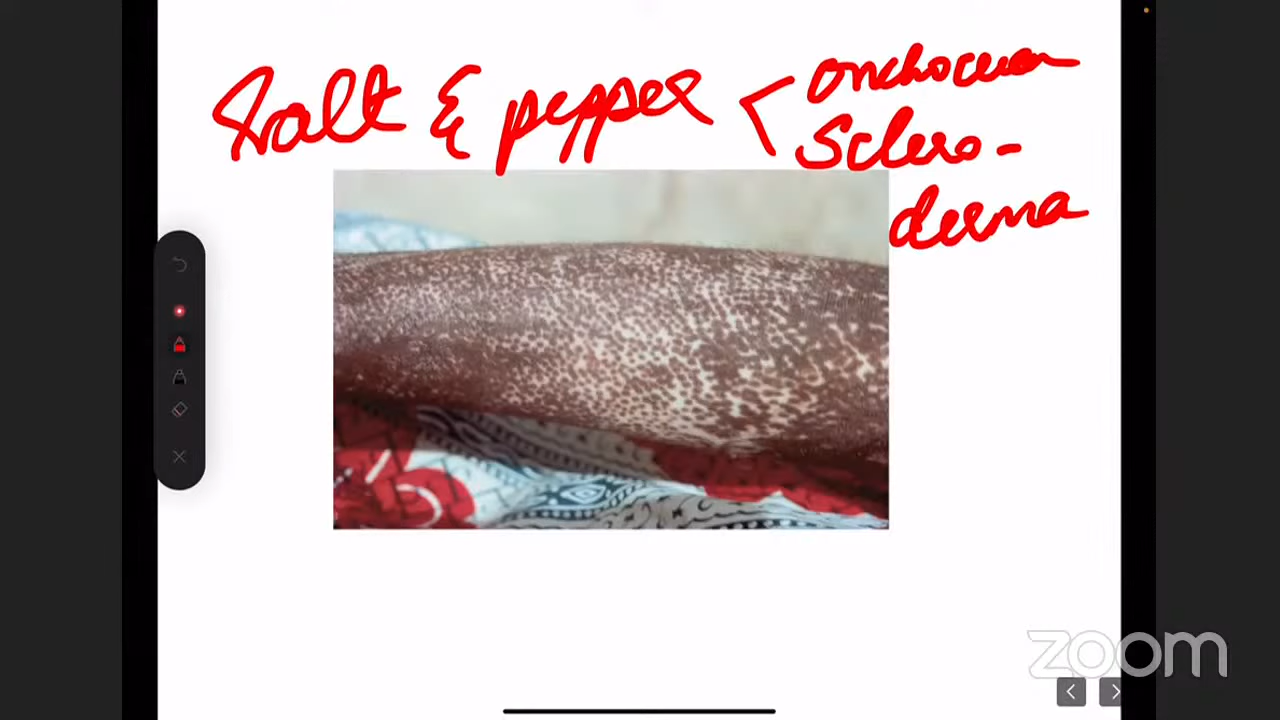 Salt & pepper < onchocerca
Sclero-
derma
zoom